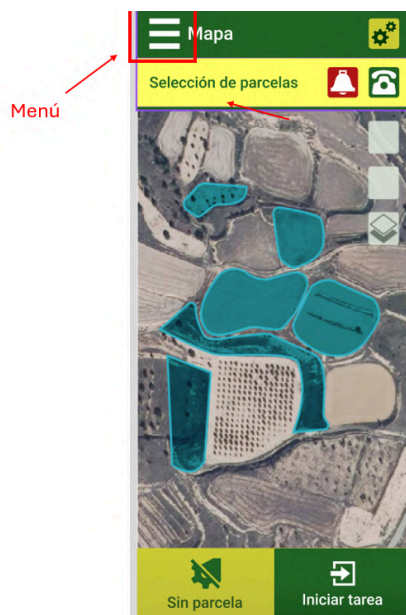 Mapa
Selección de parcelas
Menú
Sin parcela
Iniciar tarea